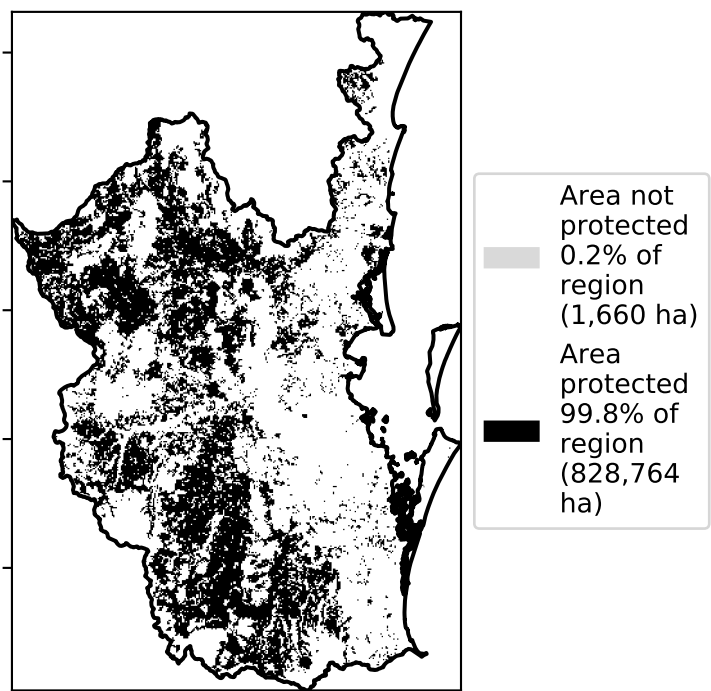 Area not
protected
0.2% of
region
(1,660 ha)
Area
protected
99.8% of
region
(828,764
ha)